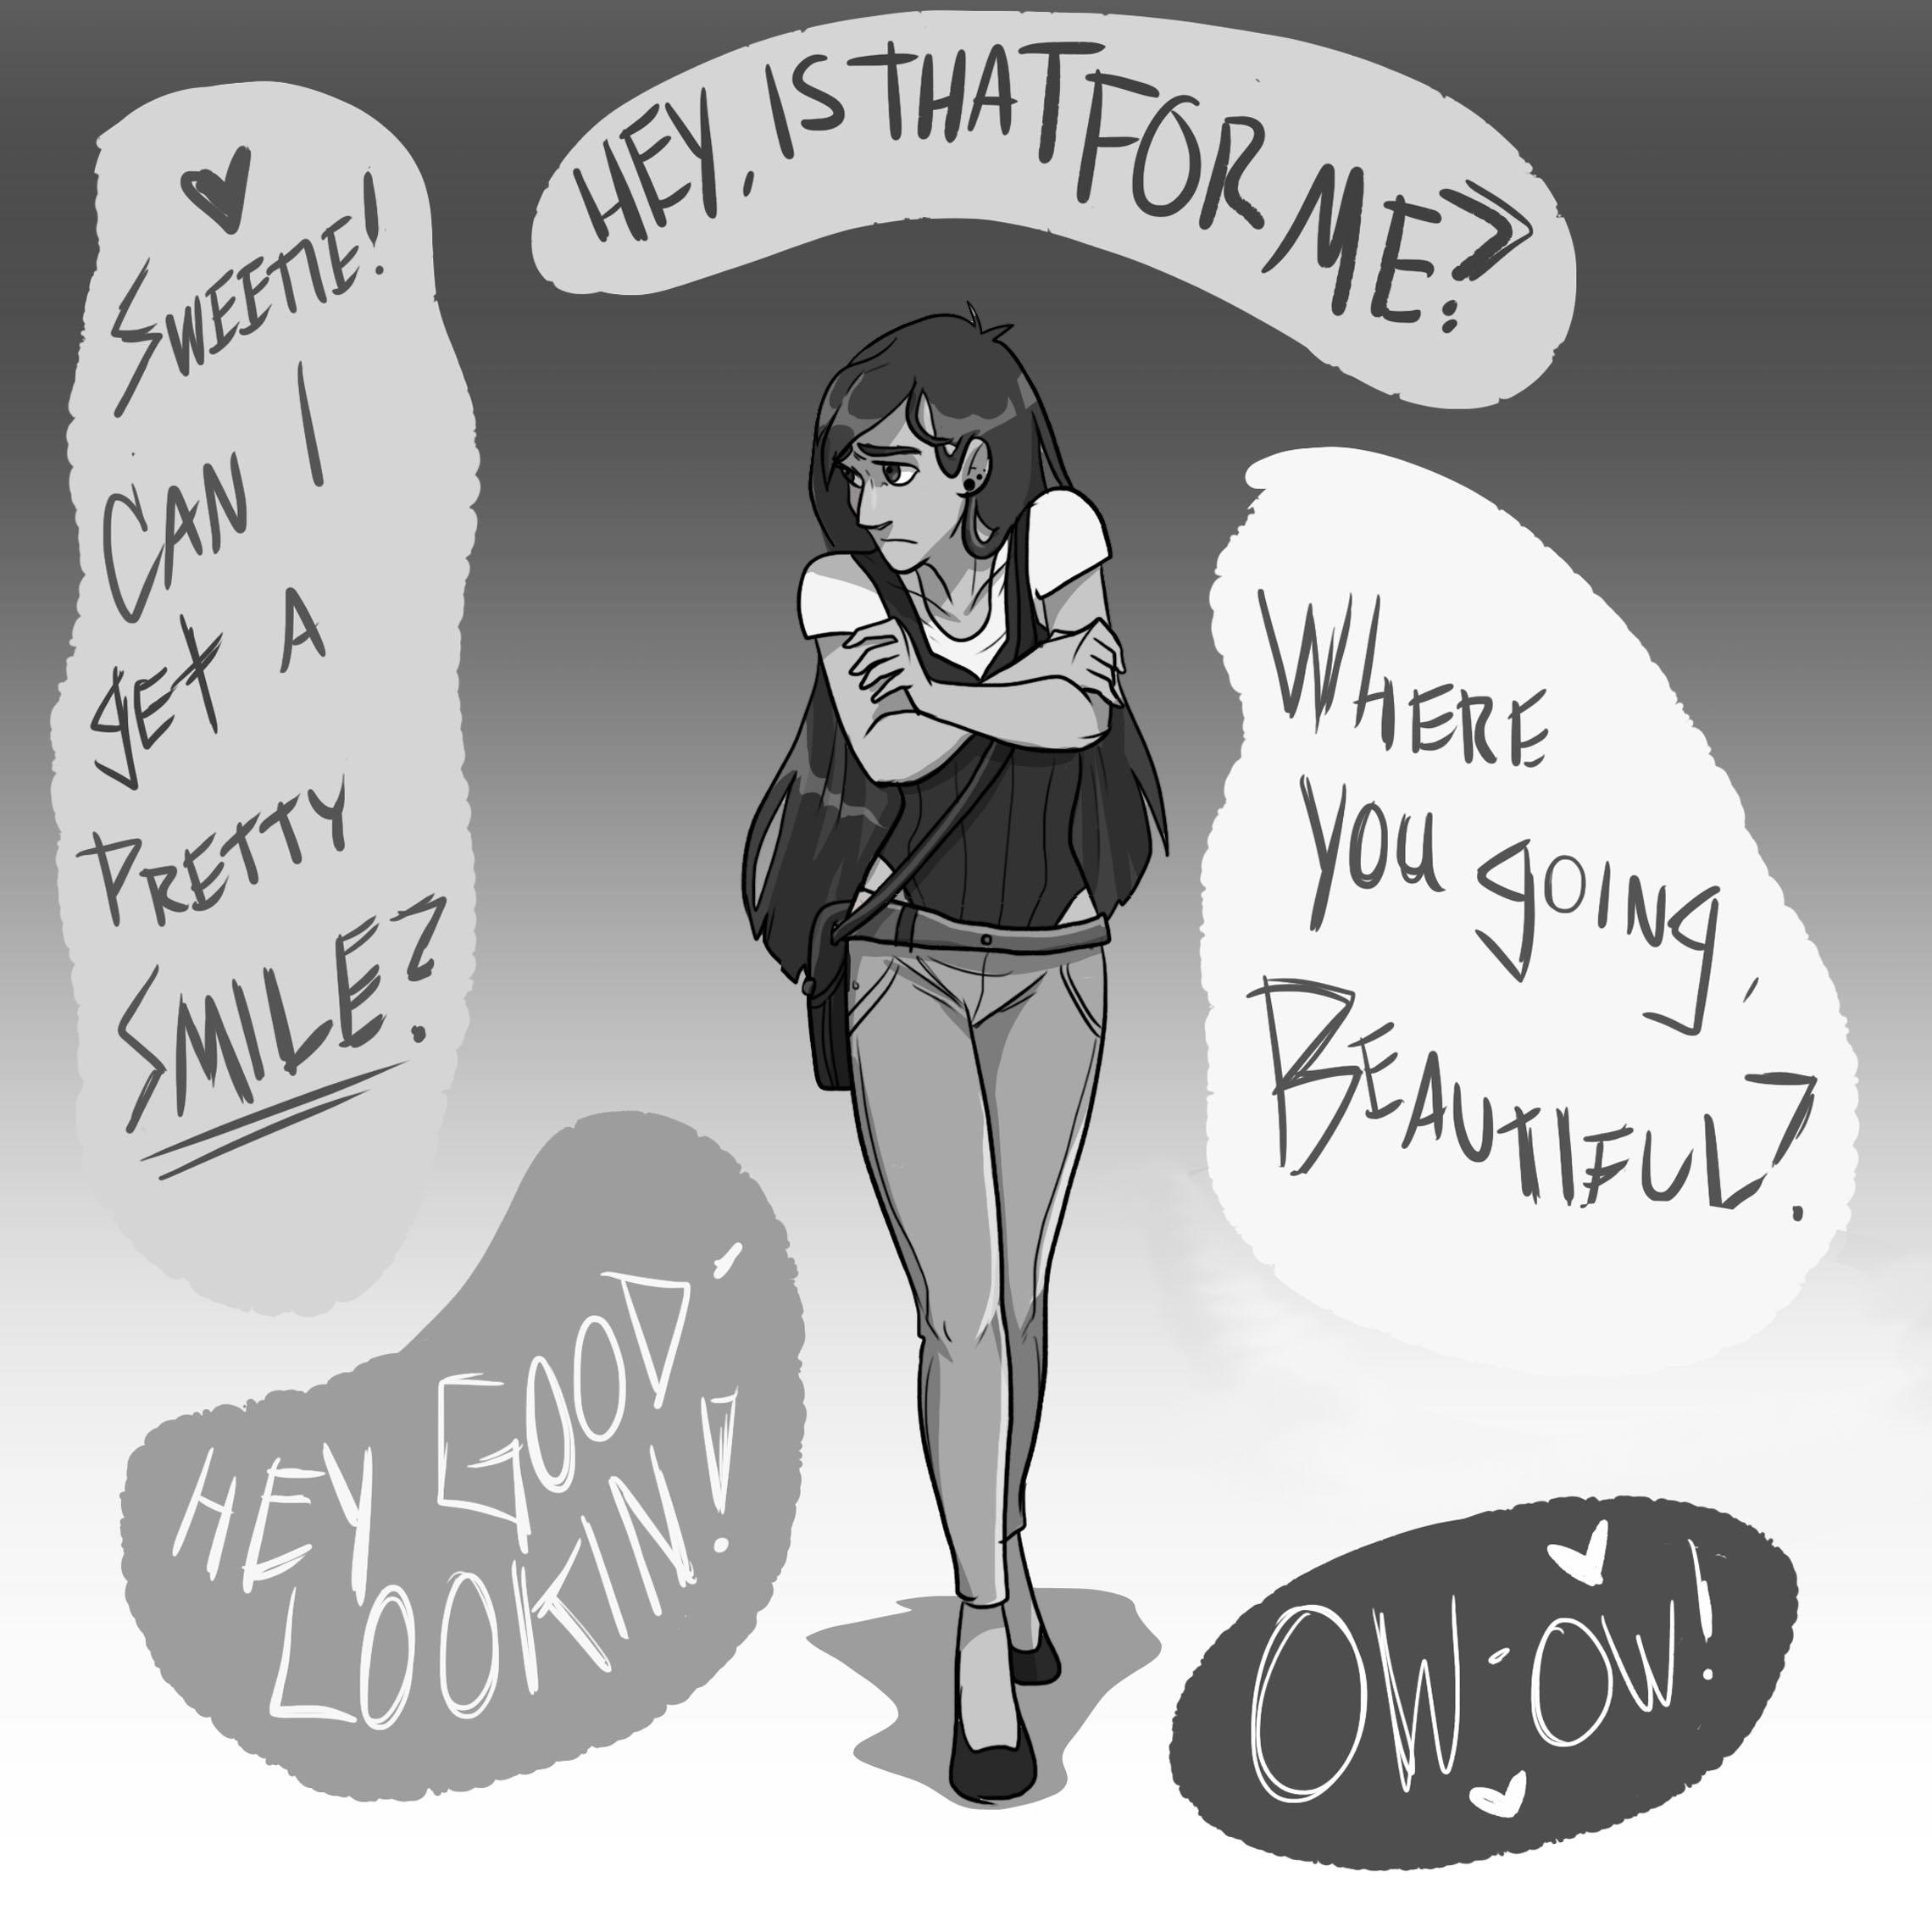 HEY, IS THAT FOR ME??
♥
SWEETIE!
CAN I
get A
PRETTY
SMILE?
WHERE
YOU gOINg,
BEAUTIFUL?
HEY GOOD-
LOOKIN!!
OW-OW!